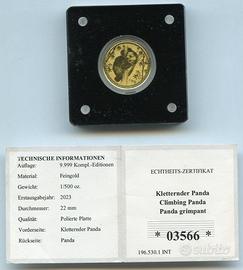 TECHNISCHE INFORMATIONEN
Auflage: 9.999 Kompl.-Editionen
Material: Feingold
Gewicht: 1/500 oz.
Erstausgabejahr: 2023
Durchmesser: 22 mm
Qualität: Polierte Platte
Vorderseite: Kletternder Panda
Rückseite: Panda
ECHTHEITS-ZERTIFIKAT
Kletternder Panda
Climbing Panda
Panda grimpant
* 03566 *
196.530.1 INT
subito